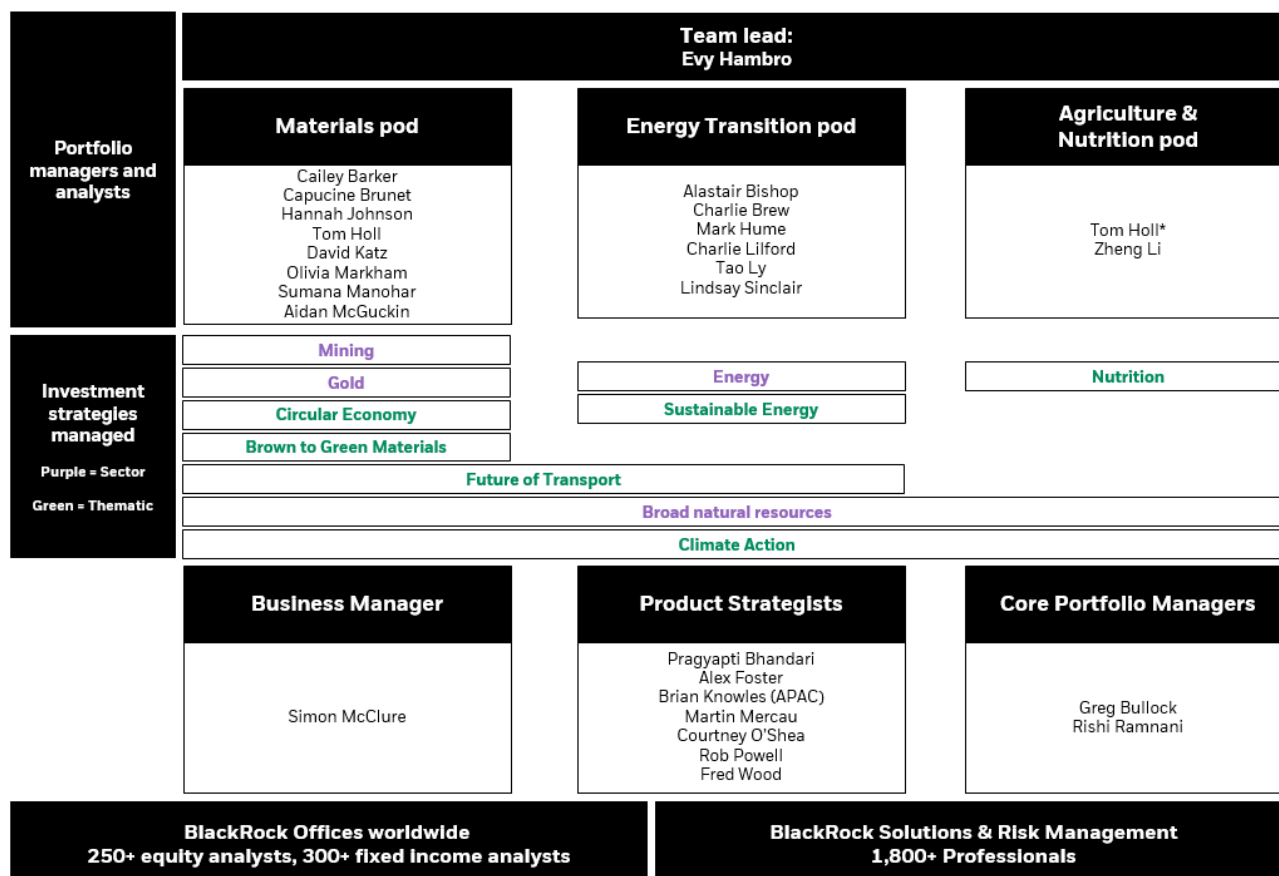 Team lead:
Evy Hambro
Portfolio
managers and
analysts
Materials pod
Cailey Barker
Capucine Brunet
Hannah Johnson
Tom Holl
David Katz
Olivia Markham
Sumana Manohar
Aidan McGuckin
Energy Transition pod
Alastair Bishop
Charlie Brew
Mark Hume
Charlie Lilford
Tao Ly
Lindsay Sinclair
Agriculture &
Nutrition pod
Tom Holl*
Zheng Li
Investment
strategies
managed
Purple = Sector
Green = Thematic
Mining
Gold
Energy
Nutrition
Circular Economy
Sustainable Energy
Brown to Green Materials
Future of Transport
Broad natural resources
Climate Action
Business Manager
Simon McClure
Product Strategists
Pragyapti Bhandari
Alex Foster
Brian Knowles (APAC)
Martin Mercau
Courtney O'Shea
Rob Powell
Fred Wood
Core Portfolio Managers
Greg Bullock
Rishi Ramnani
BlackRock Offices worldwide
250+ equity analysts, 300+ fixed income analysts
BlackRock Solutions & Risk Management
1,800+ Professionals